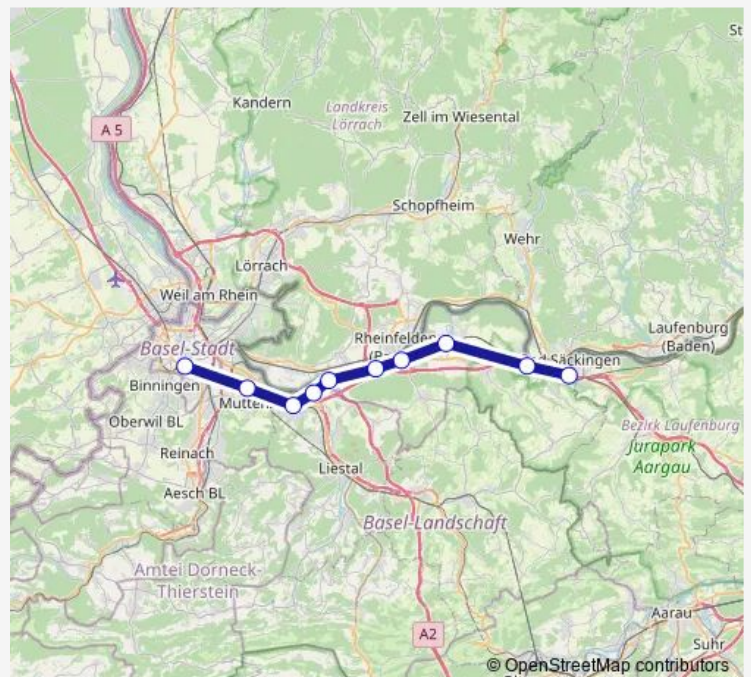 St
Kandern
Landkreis
Lörrach
Zell im Wiesental
A 5
Schopfheim
Wehr
Lörrach
Weil am Rhein
Laufenburg
(Baden)
Rheinfelden
Basel-Stadt
Säckingen
Binningen
Oberwil BL
Bezirk Laufenburg
Jurapark
Aargau
Reinach
Liestal
Aesch BL
Basel-Landschaft
Amtei Dorneck-
Thierstein
Aarau
A2
Suhr
© OpenStreetMap contributors